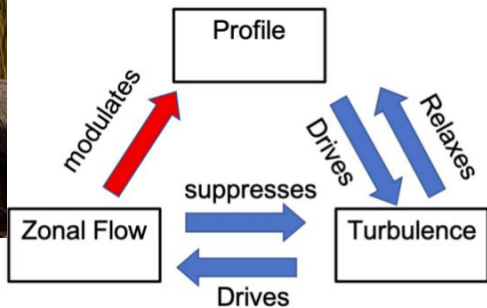 Profile
modulates
Drives
Relaxes
suppresses
Zonal Flow
Turbulence
Drives